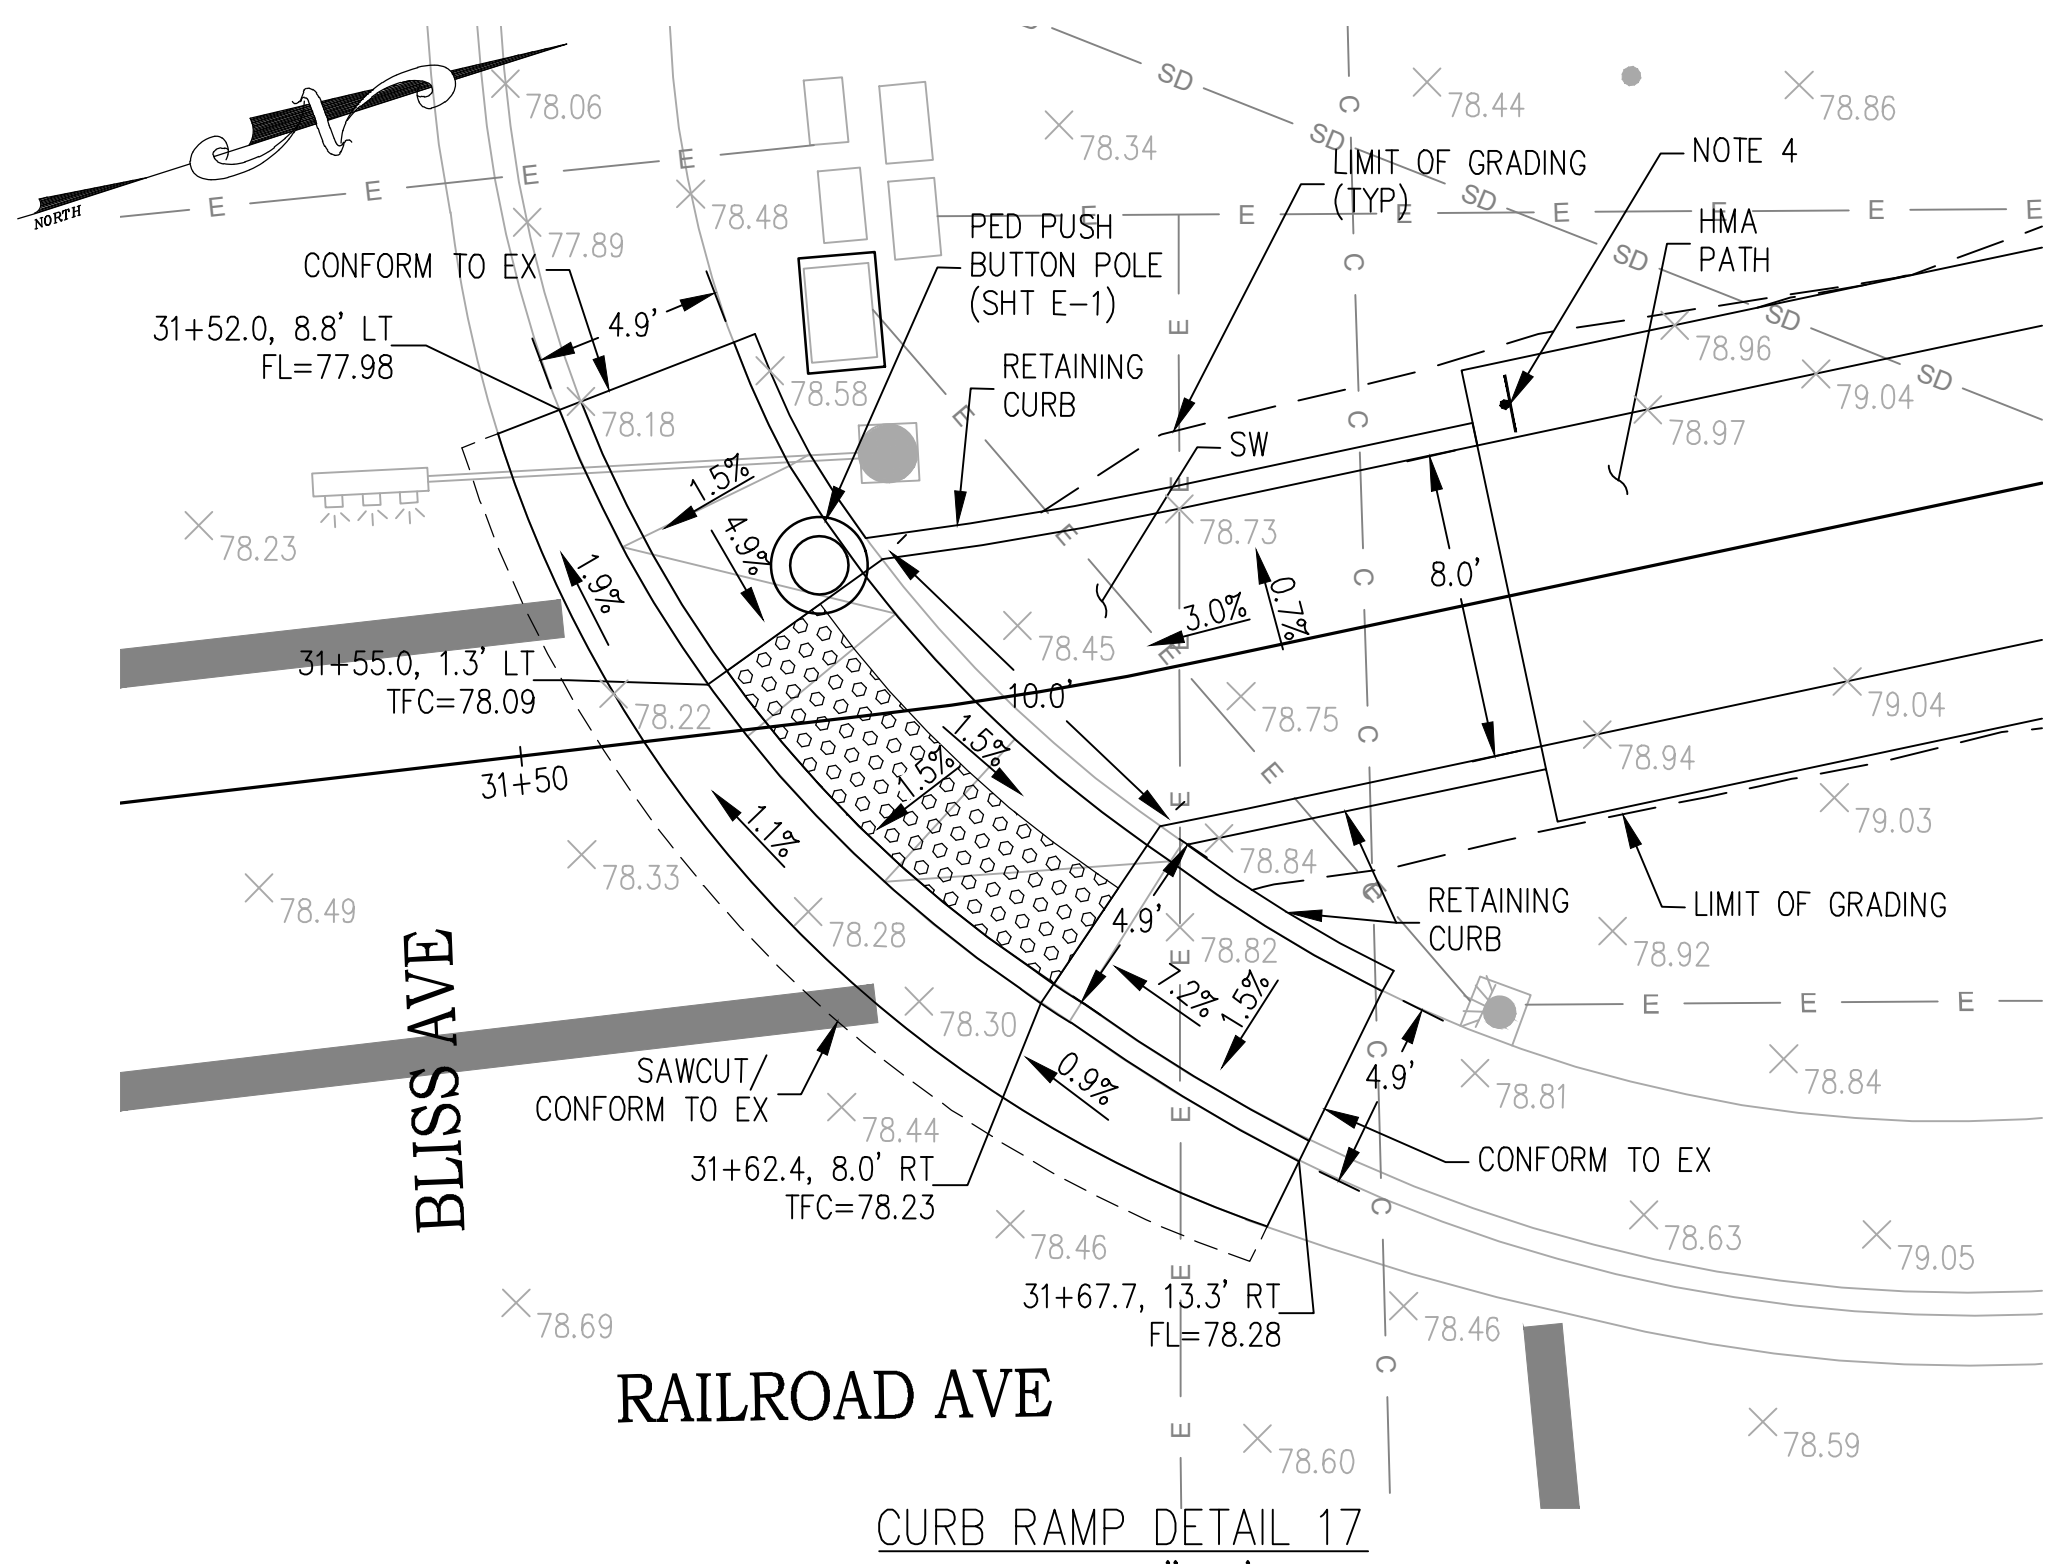 NORTH
78.06
78.34
78.44
78.86
SD
SD
SD
SD
SD
SD
C
C
C
C
C
C
C
C
C
E
E
E
E
E
E
E
E
E
E
E
77.89
78.48
PED PUSH
BUTTON POLE
(SHT E-1)
LIMIT OF GRADING
(TYP)
NOTE 4
HMA
PATH
CONFORM TO EX
31+52.0, 8.8' LT
FL=77.98
4.9'
RETAINING
CURB
78.58
78.18
SW
78.96
79.04
78.97
78.23
1.5%
4.9%
1.9%
78.73
8.0'
78.45
3.0%
0.7%
31+55.0, 1.3' LT
TFC=78.09
78.22
10.0'
78.75
79.04
78.94
31+50
1.5%
1.5%
1.1%
79.03
78.33
78.49
78.28
78.84
4.9'
78.82
RETAINING
CURB
LIMIT OF GRADING
78.92
BLISS AVE
78.30
7.2%
1.5%
SAWCUT/
CONFORM TO EX
0.9%
4.9'
78.81
78.84
78.44
31+62.4, 8.0' RT
TFC=78.23
CONFORM TO EX
78.46
78.63
79.05
31+67.7, 13.3' RT
FL=78.28
78.69
78.46
RAILROAD AVE
78.60
78.59
E
E
E
E
E
E
E
E
E
E
E
E
E
E
CURB RAMP DETAIL 17